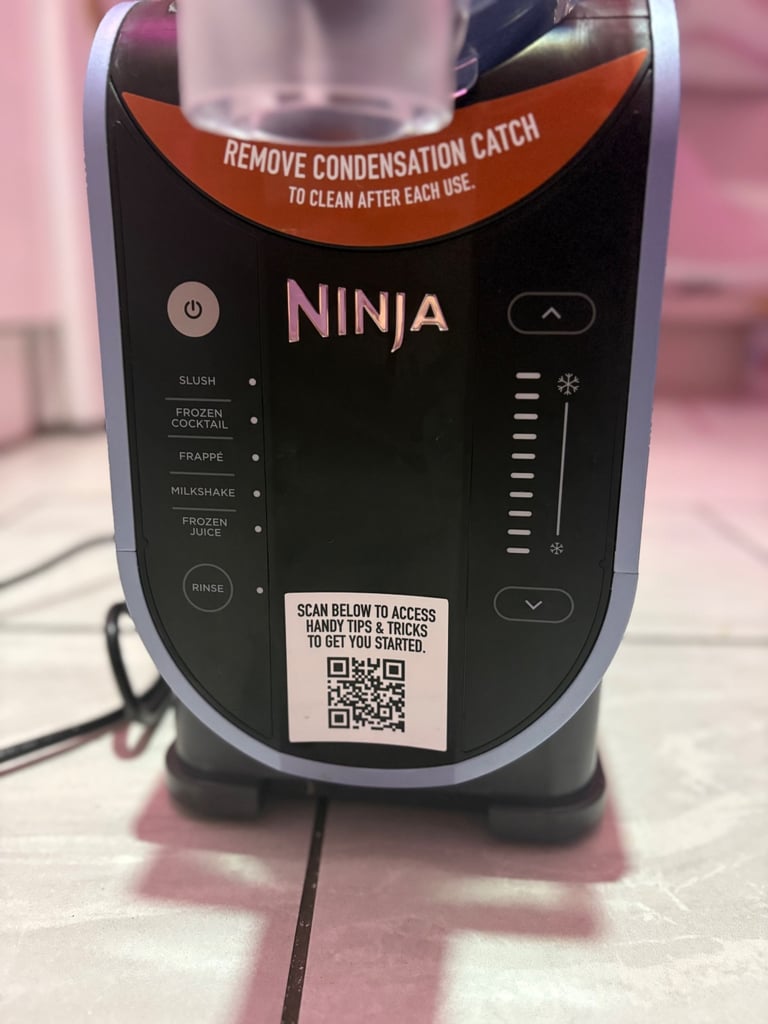 REMOVE CONDENSATION CATCH
TO CLEAN AFTER EACH USE.
NINJA
SLUSH
FROZEN
COCKTAIL
FRAPPÉ
MILKSHAKE
FROZEN
JUICE
RINSE
SCAN BELOW TO ACCESS
HANDY TIPS & TRICKS
TO GET YOU STARTED.